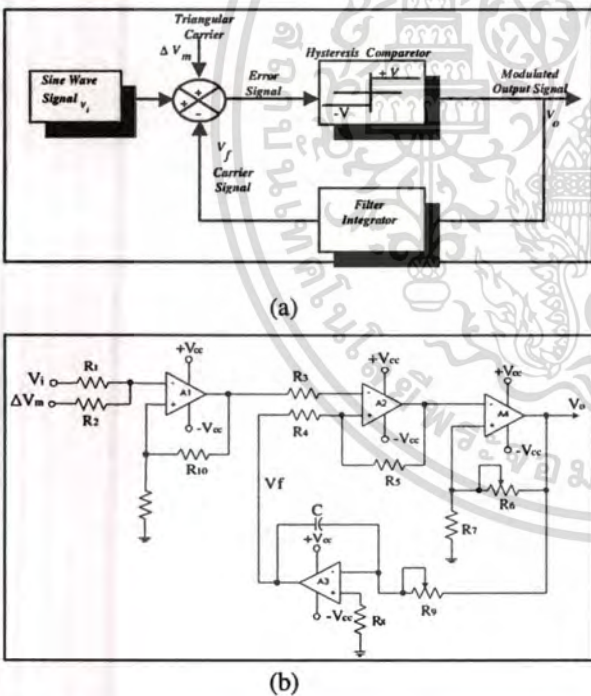 Triangular
Carrier
Δ Vm
Hysteresis Comparetor
Sine Wave
Signal Vi
+
+
-
Error
Signal
+ V
-V
Modulated
Output Signal
Vo
Vf
Carrier
Signal
Filter
Integrator
(a)
+Vcc
Vi
R1
ΔVm
R2
-
+
A1
-Vcc
R10
R3
R4
+Vcc
-
+
A2
-Vcc
R5
+Vcc
-
+
A4
-Vcc
Vo
R6
R7
Vf
C
+Vcc
-
+
A3
-Vcc
R8
R9
(b)